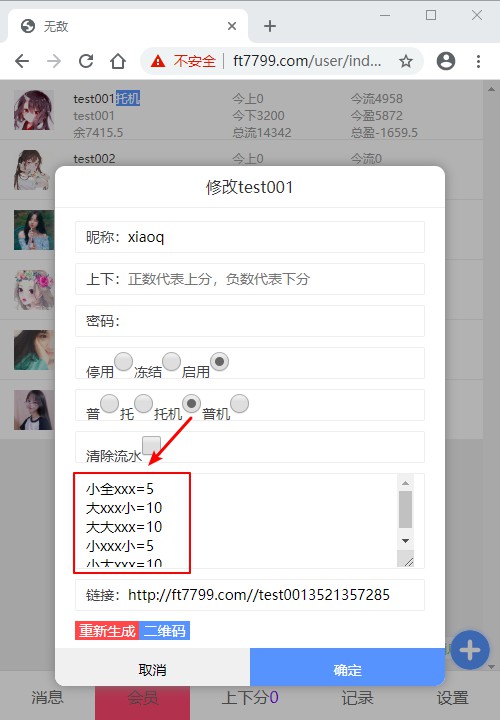 无敌
不安全 ft7799.com/user/ind...
test001托机 今上0 今流4958
test001 今下3200 今盈5872
余7415.5 总流14342 总盈-1659.5
test002 今上0 今流0
修改test001
昵称：xiaoq
上下：正数代表上分，负数代表下分
密码：
停用 冻结 启用
普 托 托机 普机
清除流水
小全xxx=5
大xxx小=10
大大xxx=10
小xxx小=5
小大xxx=10
链接：http://ft7799.com//test0013521357285
重新生成 二维码
取消 确定
消息 会员 上下分0 记录 设置